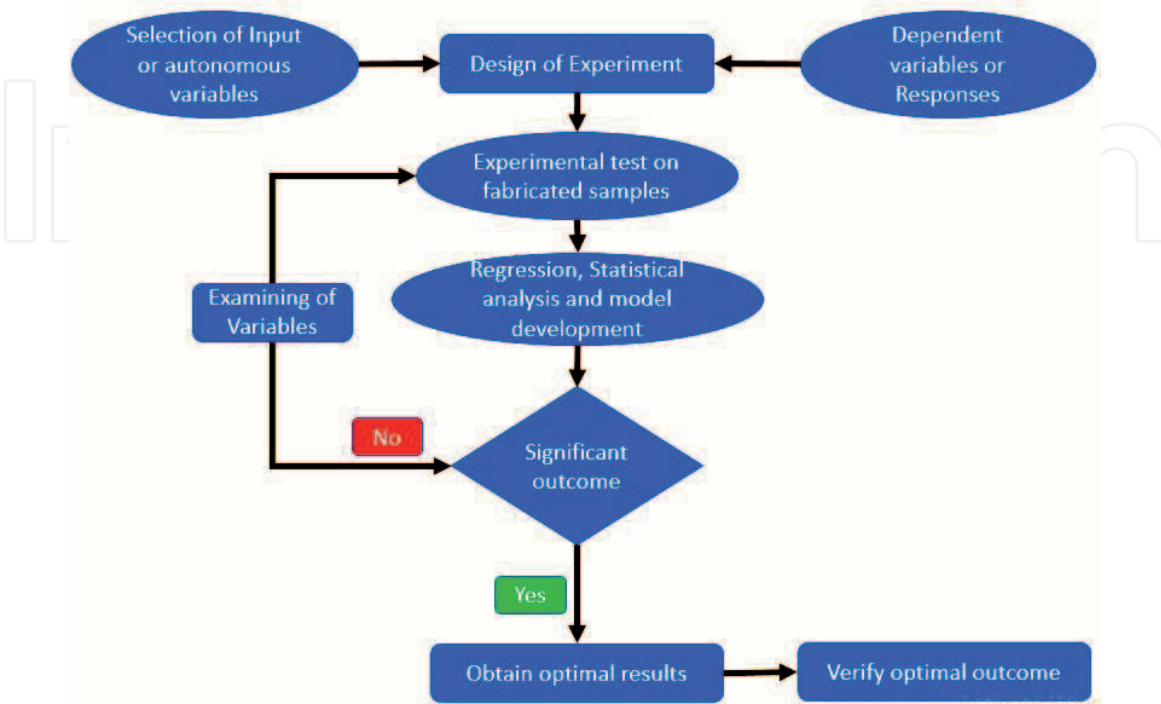 Selection of Input
or autonomous
variables
Design of Experiment
Dependent
variables or
Responses
Experimental test on
fabricated samples
Regression, Statistical
analysis and model
development
Examining of
Variables
No
Significant
outcome
Yes
Obtain optimal results
Verify optimal outcome